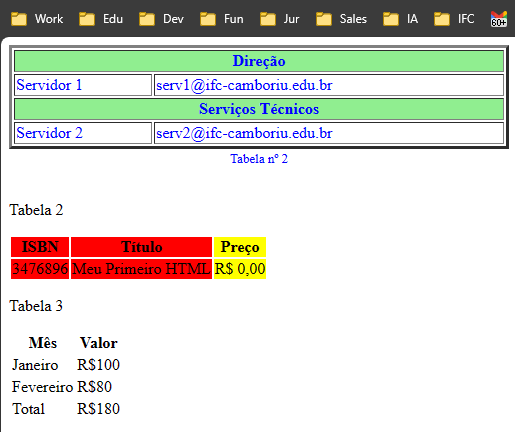 Work Edu Dev Fun Jur Sales IA IFC 60+
Direção
Servidor 1 serv1@ifc-camboriu.edu.br
Serviços Técnicos
Servidor 2 serv2@ifc-camboriu.edu.br
Tabela nº 2
Tabela 2
ISBN Título Preço
3476896 Meu Primeiro HTML R$ 0,00
Tabela 3
Mês Valor
Janeiro R$100
Fevereiro R$80
Total R$180